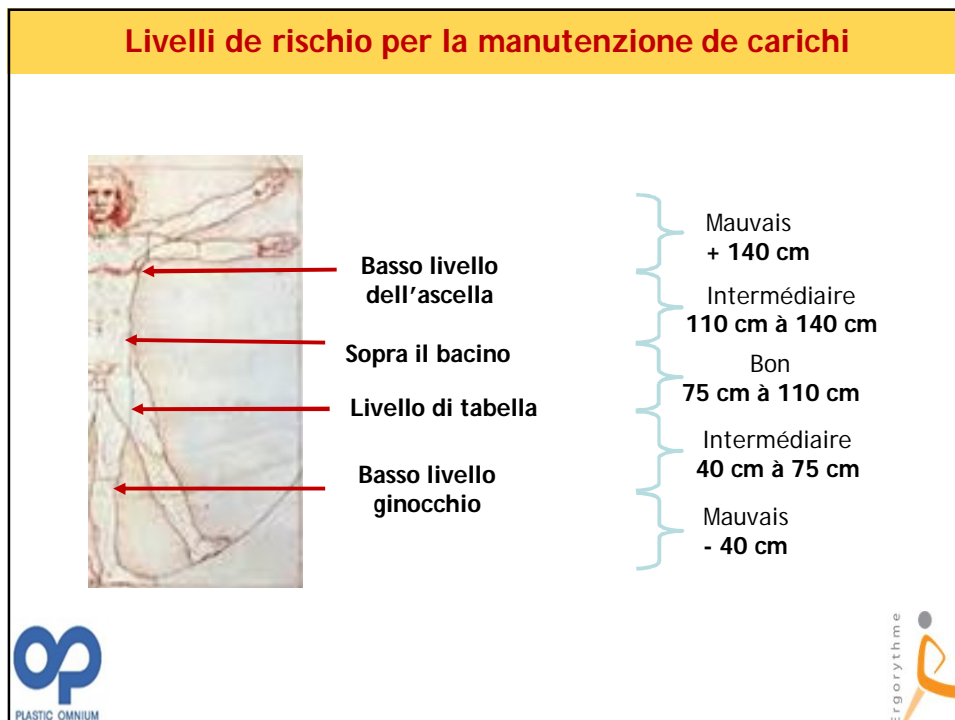 Livelli de rischio per la manutenzione de carichi
Basso livello
dell'ascella
Sopra il bacino
Livello di tabella
Basso livello
ginocchio
Mauvais
+ 140 cm
Intermédiaire
110 cm à 140 cm
Bon
75 cm à 110 cm
Intermédiaire
40 cm à 75 cm
Mauvais
- 40 cm
PLASTIC OMNIUM
Ergorythme